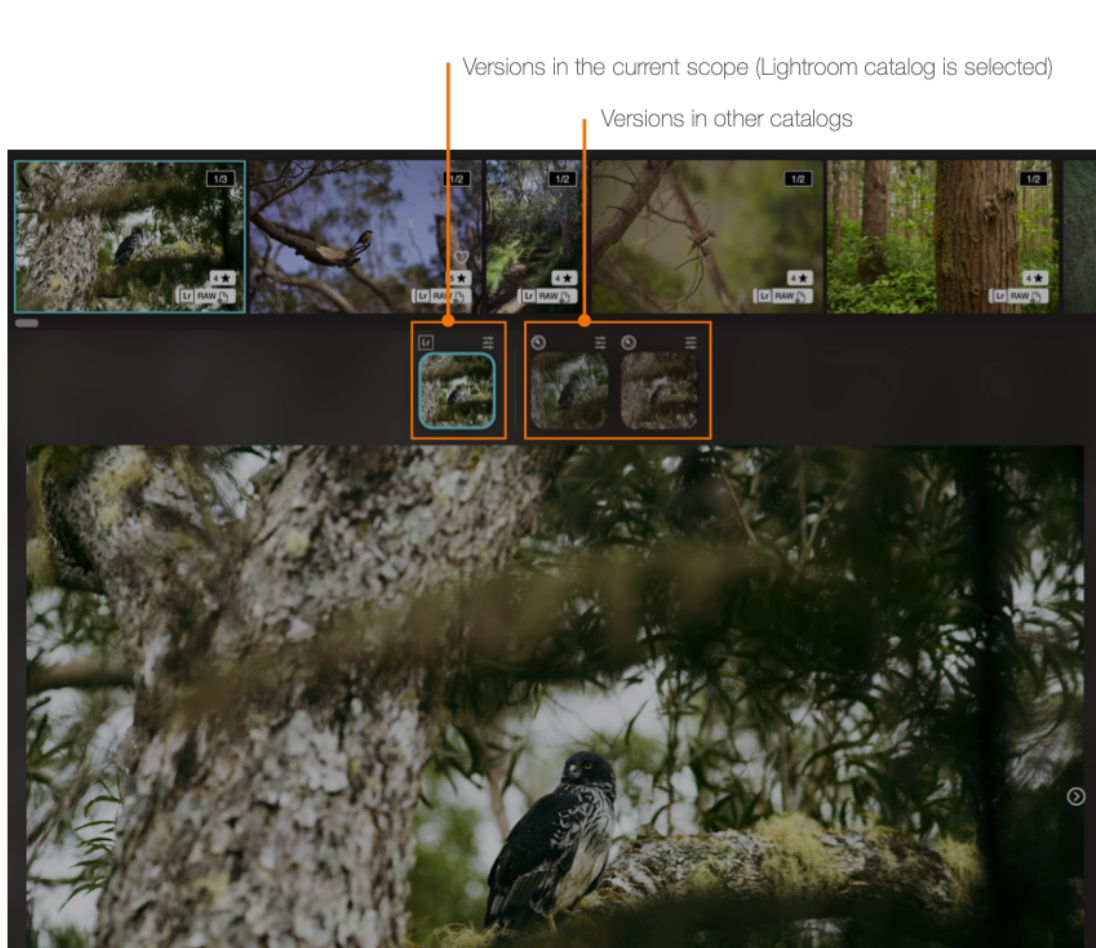 Versions in the current scope (Lightroom catalog is selected)
Versions in other catalogs
1/3
1/2
1/2
1/2
1/2
4★
5★
4★
4★
4★
Lr RAW
Lr RAW
Lr RAW
Lr RAW
Lr RAW
Lr